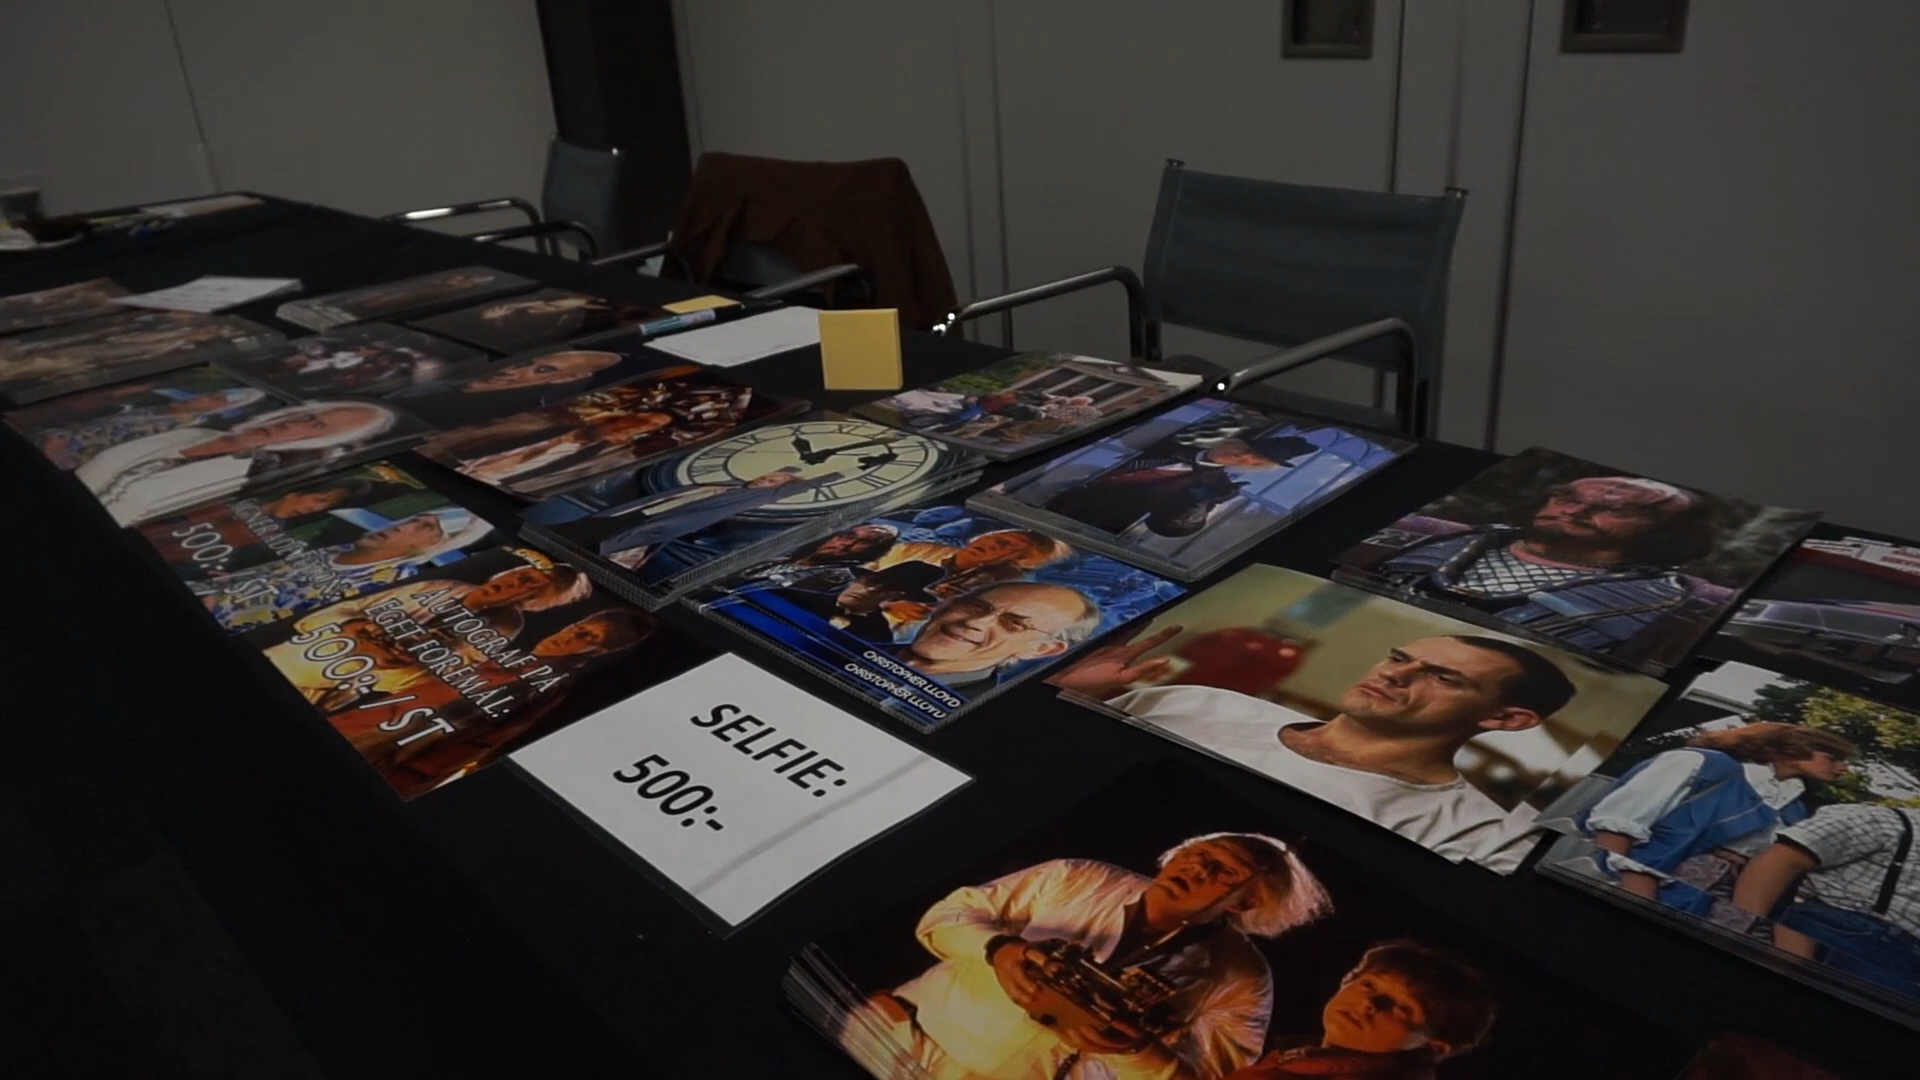 500:- / ST
AUTOGRAF PÅ
EGET FÖREMÅL:
500:- / ST
CHRISTOPHER LLOYD
CHRISTOPHER LLOYD
SELFIE:
500:-